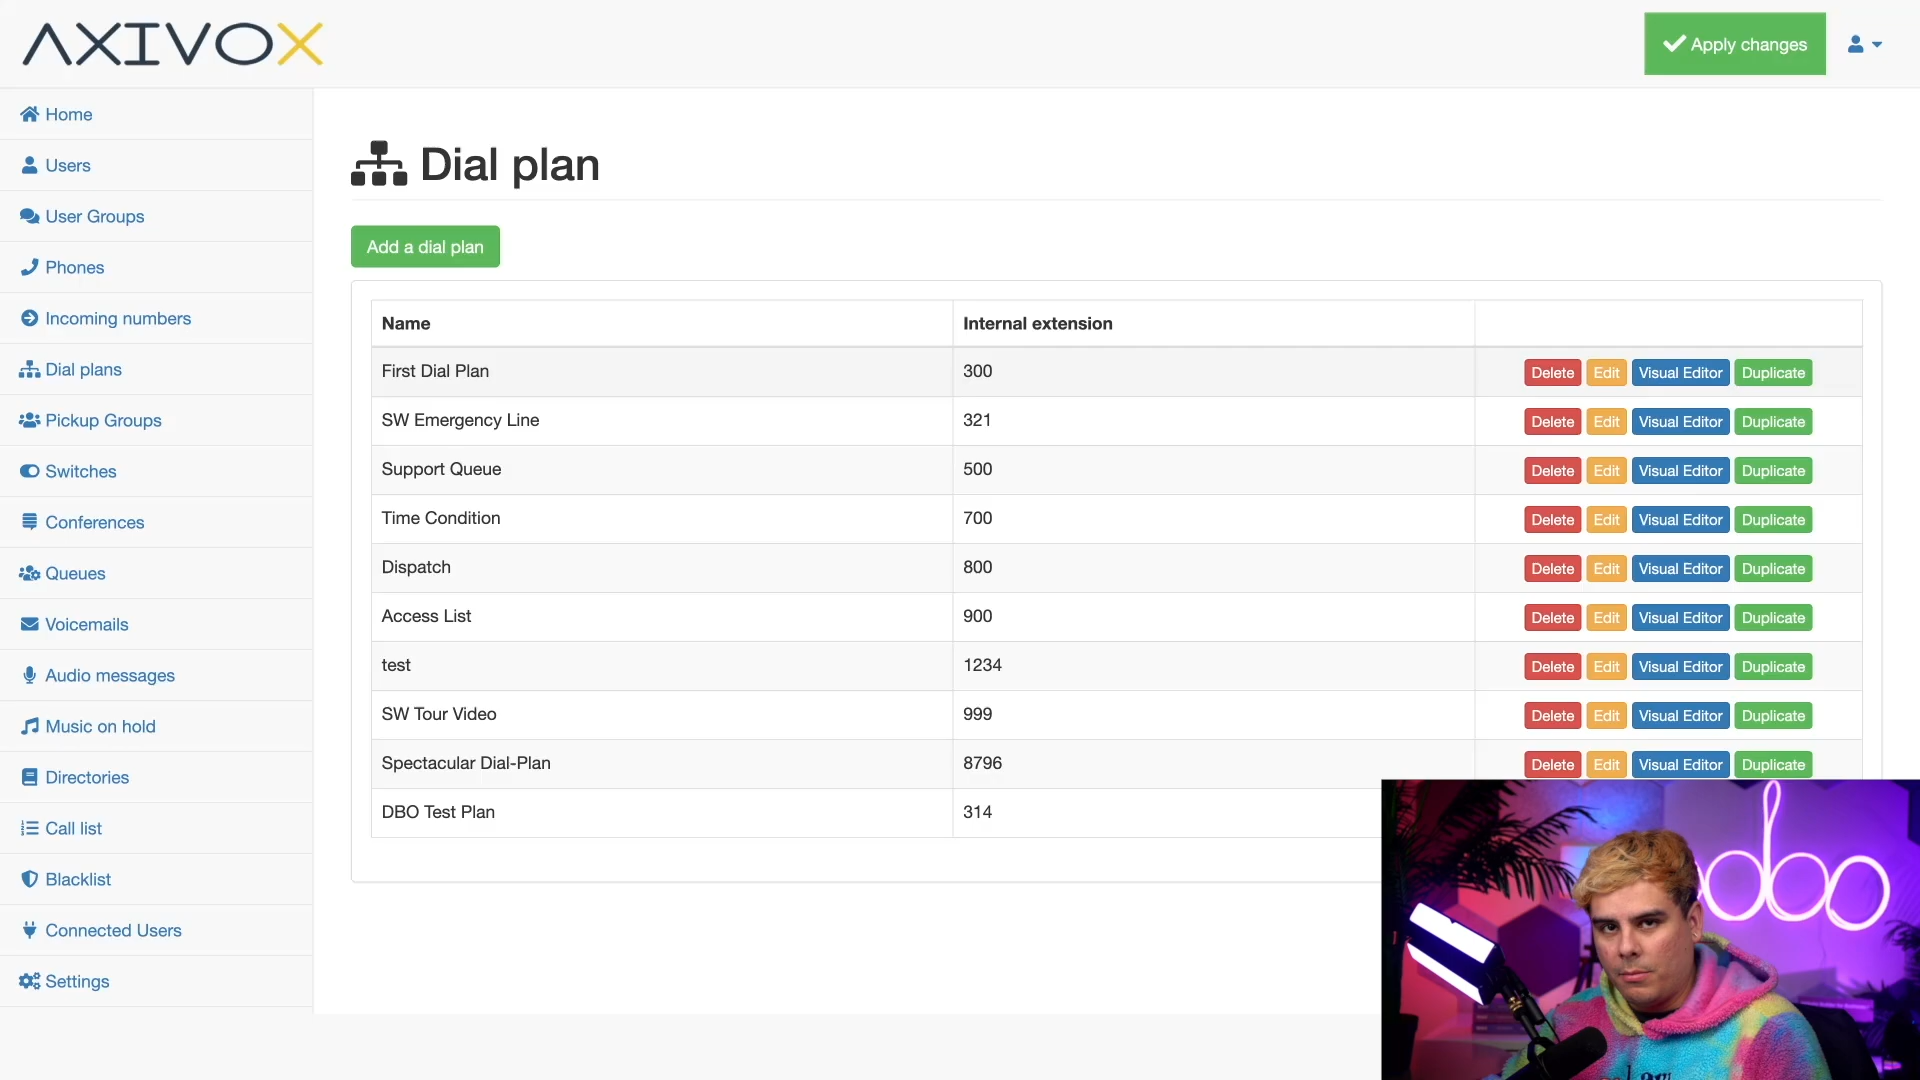 AXIVOX
Apply changes
Home
Users
User Groups
Phones
Incoming numbers
Dial plans
Pickup Groups
Switches
Conferences
Queues
Voicemails
Audio messages
Music on hold
Directories
Call list
Blacklist
Connected Users
Settings
Dial plan
Add a dial plan
Name Internal extension
First Dial Plan 300 Delete Edit Visual Editor Duplicate
SW Emergency Line 321 Delete Edit Visual Editor Duplicate
Support Queue 500 Delete Edit Visual Editor Duplicate
Time Condition 700 Delete Edit Visual Editor Duplicate
Dispatch 800 Delete Edit Visual Editor Duplicate
Access List 900 Delete Edit Visual Editor Duplicate
test 1234 Delete Edit Visual Editor Duplicate
SW Tour Video 999 Delete Edit Visual Editor Duplicate
Spectacular Dial-Plan 8796 Delete Edit Visual Editor Duplicate
DBO Test Plan 314
odoo